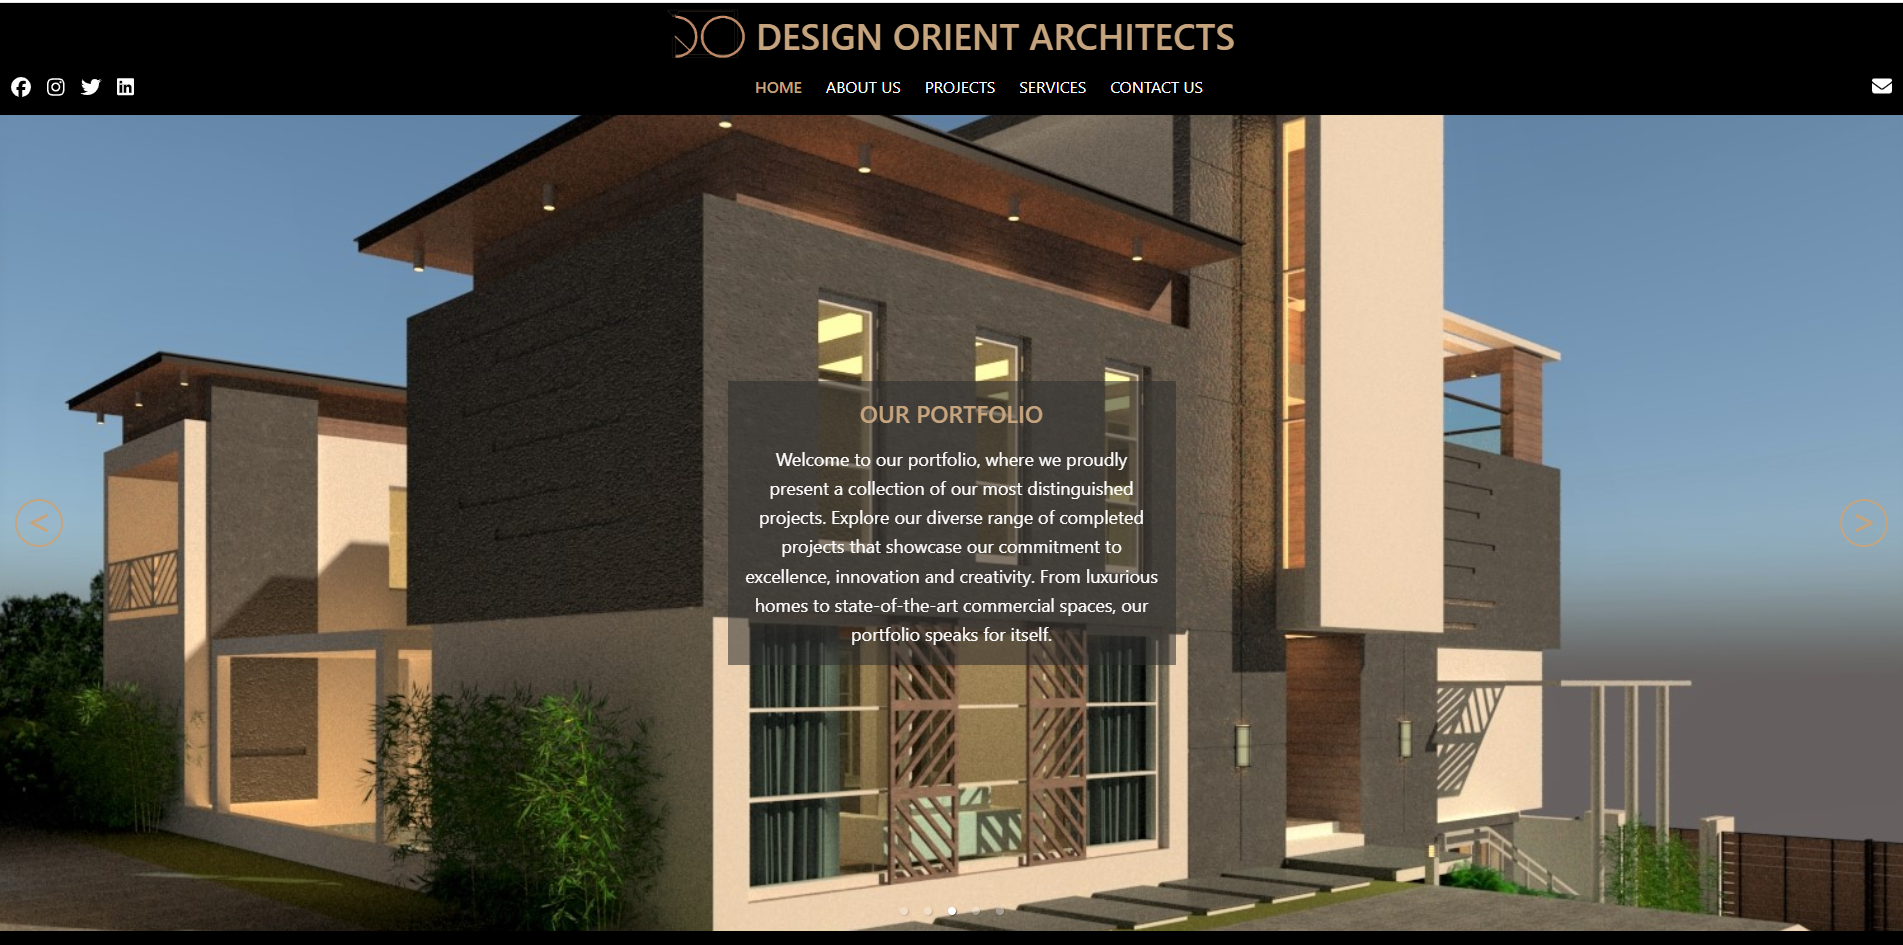 DO DESIGN ORIENT ARCHITECTS
HOME ABOUT US PROJECTS SERVICES CONTACT US
OUR PORTFOLIO
Welcome to our portfolio, where we proudly
present a collection of our most distinguished
projects. Explore our diverse range of completed
projects that showcase our commitment to
excellence, innovation and creativity. From luxurious
homes to state-of-the-art commercial spaces, our
portfolio speaks for itself.
< >